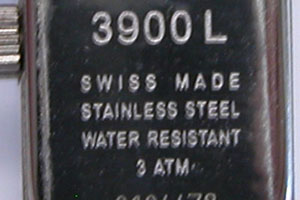 3900 L
SWISS MADE
STAINLESS STEEL
WATER RESISTANT
3 ATM